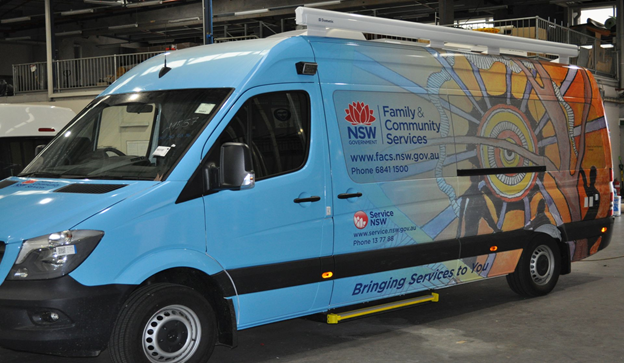 NSW
GOVERNMENT
Family &
Community
Services
www.facs.nsw.gov.au
Phone 6841 1500
Service
NSW
www.service.nsw.gov.au
Phone 13 77 88
Bringing Services to You